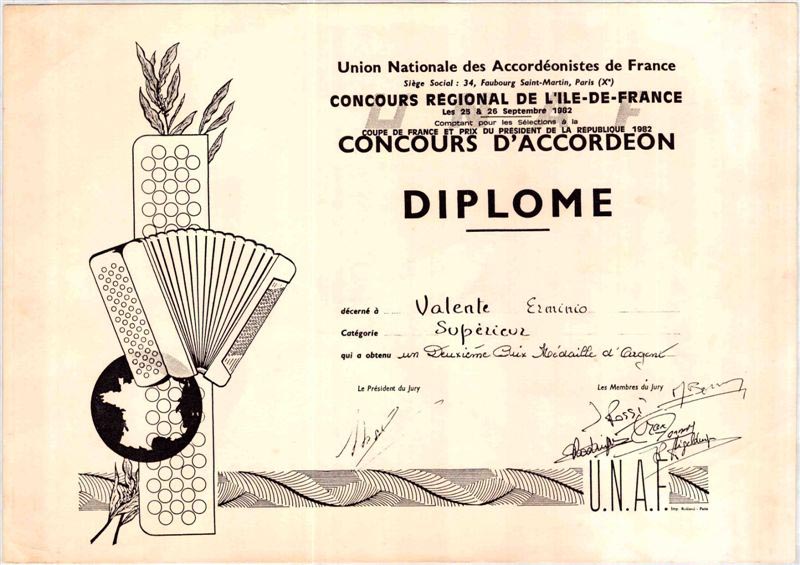 Union Nationale des Accordéonistes de France
Siège Social : 34, Faubourg Saint-Martin, Paris (Xe)
CONCOURS RÉGIONAL DE L'ILE-DE-FRANCE
Les 25 & 26 Septembre 1982
Comptant pour les Sélections à la
COUPE DE FRANCE ET PRIX DU PRÉSIDENT DE LA RÉPUBLIQUE 1982
CONCOURS D'ACCORDEON
DIPLOME
décerné à Valente Erminio
Catégorie Supérieur
qui a obtenu un Deuxième Prix Médaille d'Argent
Le Président du Jury
Les Membres du Jury
J Rossi
U.N.A.F.